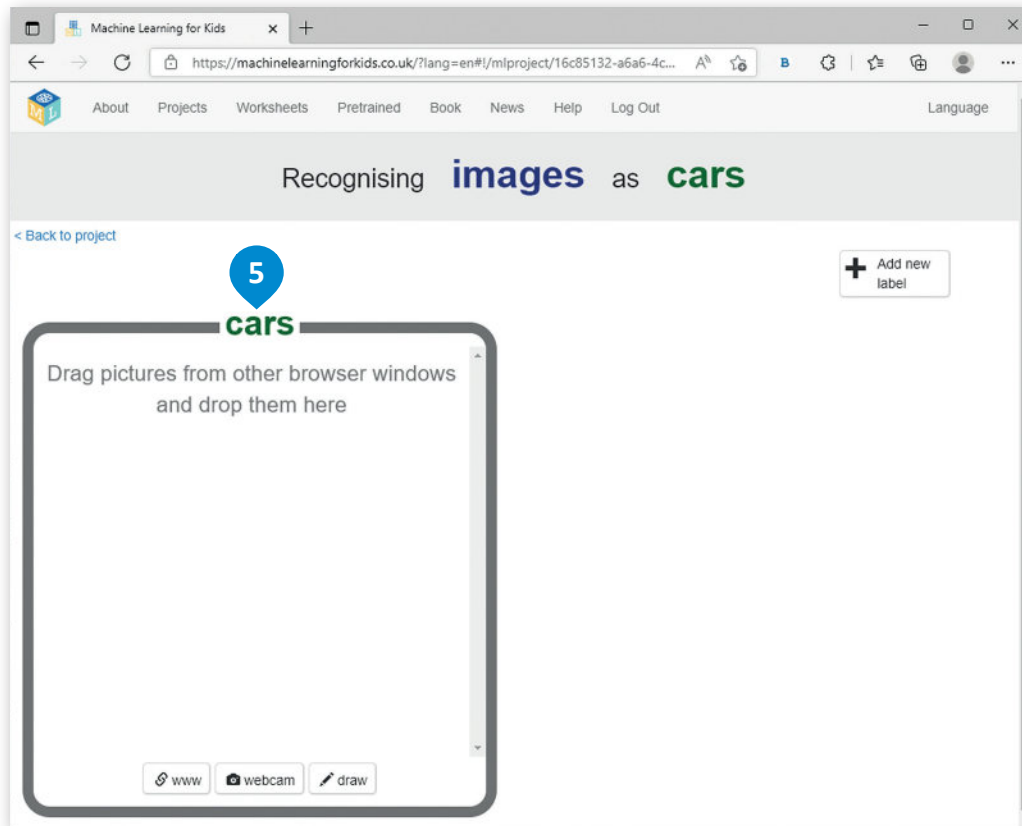 Machine Learning for Kids
https://machinelearningforkids.co.uk/?lang=en#!/mlproject/16c85132-a6a6-4c...
B
ML
About Projects Worksheets Pretrained Book News Help Log Out Language
Recognising images as cars
< Back to project
Add new
label
5
cars
Drag pictures from other browser windows
and drop them here
www webcam draw